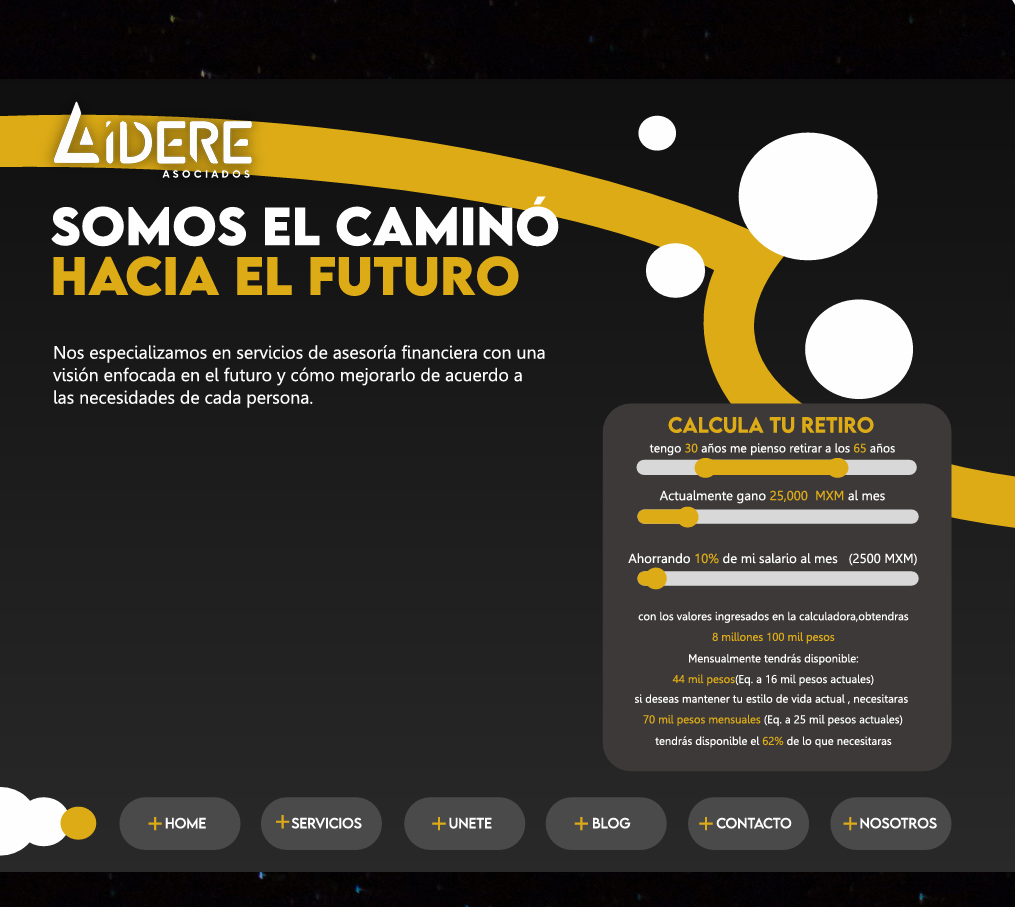 LÍDERE
ASOCIADOS
SOMOS EL CAMINÓ
HACIA EL FUTURO
Nos especializamos en servicios de asesoría financiera con una
visión enfocada en el futuro y cómo mejorarlo de acuerdo a
las necesidades de cada persona.
CALCULA TU RETIRO
tengo 30 años me pienso retirar a los 65 años
Actualmente gano 25,000 MXM al mes
Ahorrando 10% de mi salario al mes (2500 MXM)
con los valores ingresados en la calculadora,obtendras
8 millones 100 mil pesos
Mensualmente tendrás disponible:
44 mil pesos(Eq. a 16 mil pesos actuales)
si deseas mantener tu estilo de vida actual , necesitaras
70 mil pesos mensuales (Eq. a 25 mil pesos actuales)
tendrás disponible el 62% de lo que necesitaras
+HOME
+SERVICIOS
+UNETE
+BLOG
+CONTACTO
+NOSOTROS